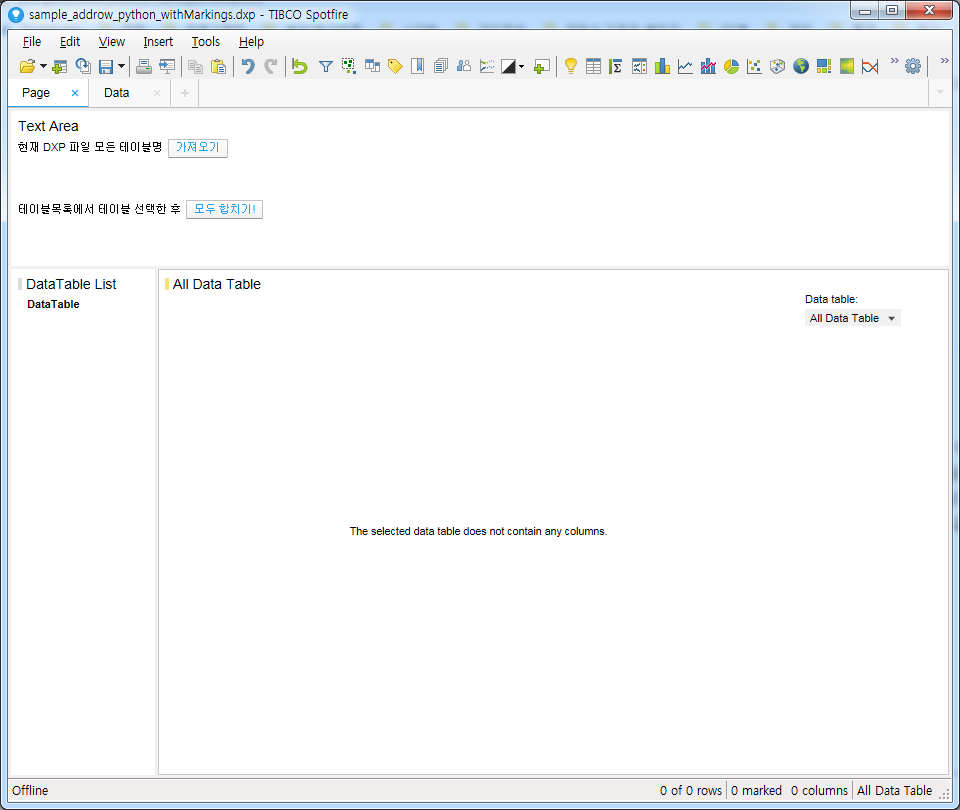 sample_addrow_python_withMarkings.dxp - TIBCO Spotfire
File Edit View Insert Tools Help
Page Data
Text Area
현재 DXP 파일 모든 테이블명 가져오기
테이블목록에서 테이블 선택한 후 모두 합치기!
DataTable List
DataTable
All Data Table
Data table:
All Data Table
The selected data table does not contain any columns.
Offline 0 of 0 rows 0 marked 0 columns All Data Table